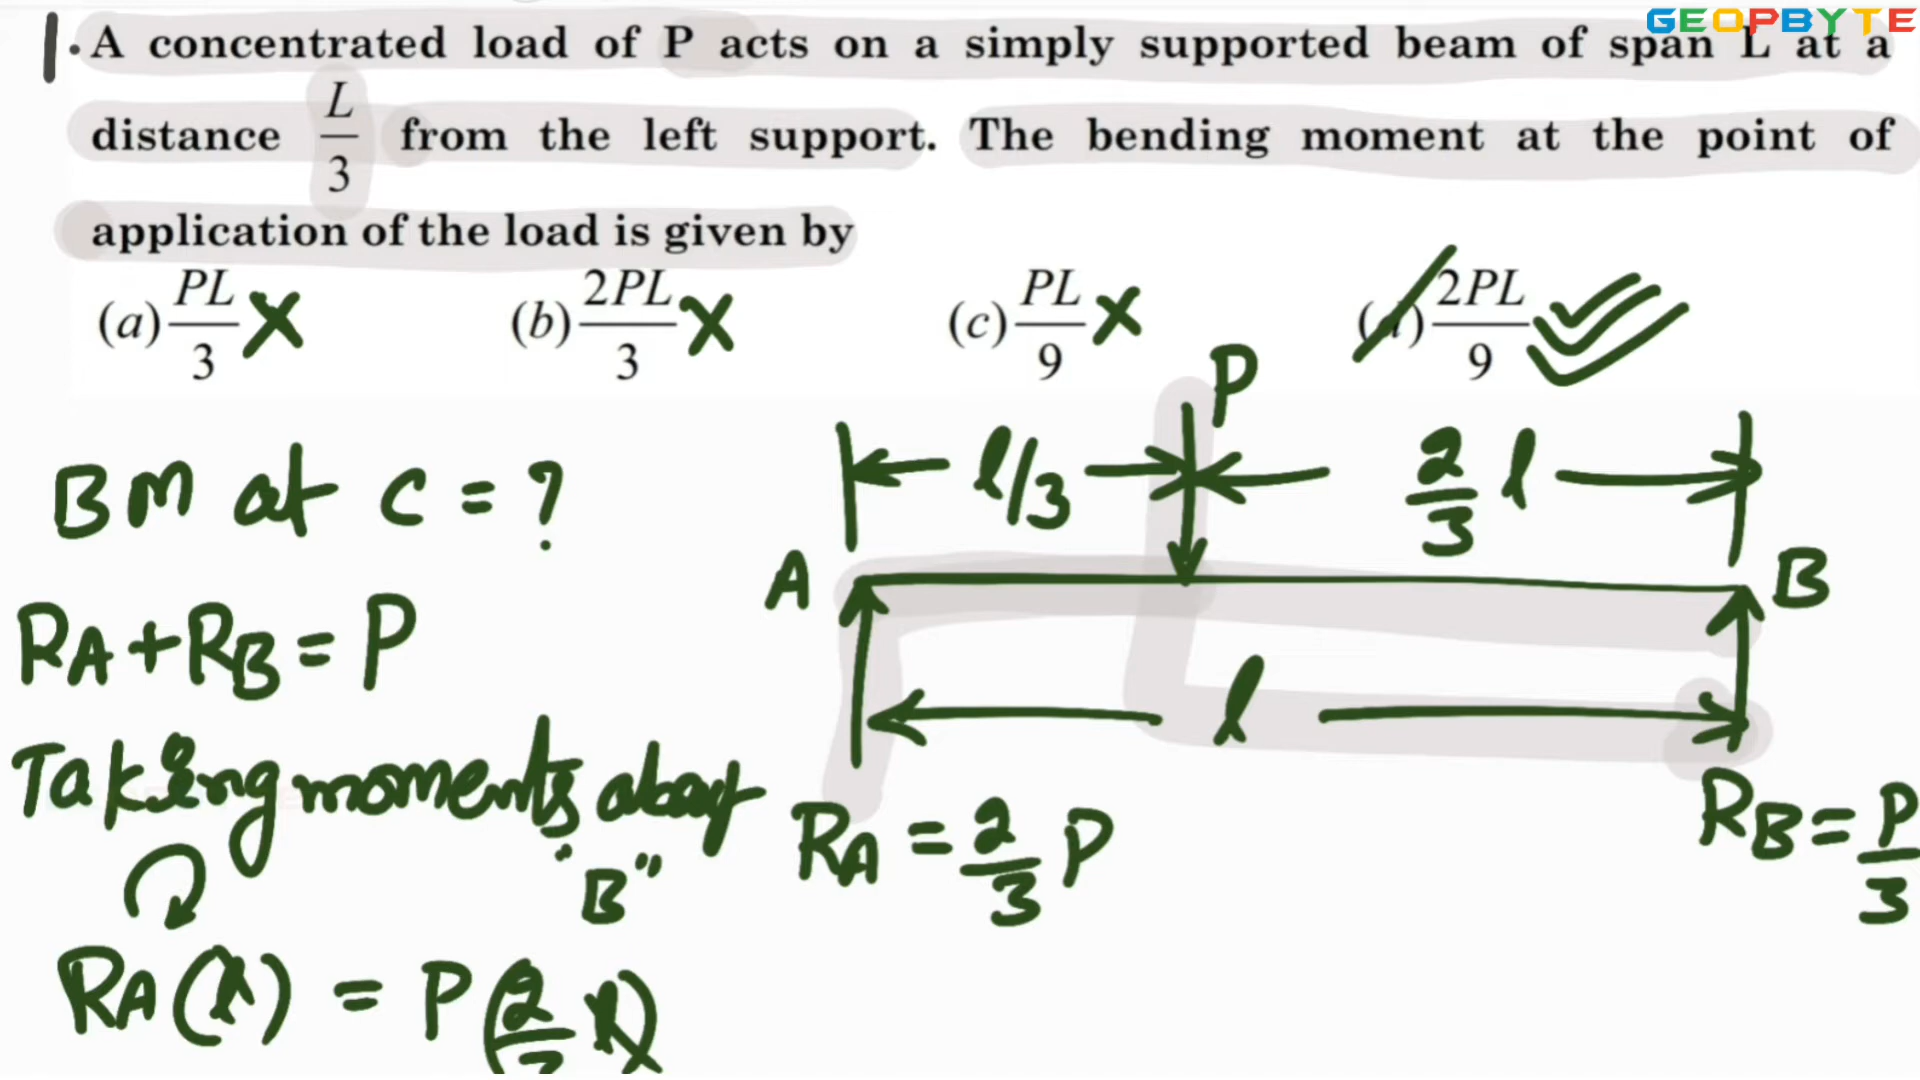 GEOPBYTE
1. A concentrated load of P acts on a simply supported beam of span L at a
distance L/3 from the left support. The bending moment at the point of
application of the load is given by
(a) PL/3 X (b) 2PL/3 X (c) PL/9 X (d) 2PL/9
P
l/3 2/3 l
BM at C = ?
A B
RA+RB = P
l
Taking moments about
"B"
RA = 2/3 P RB = P/3
RA(l) = P(2/3 l)